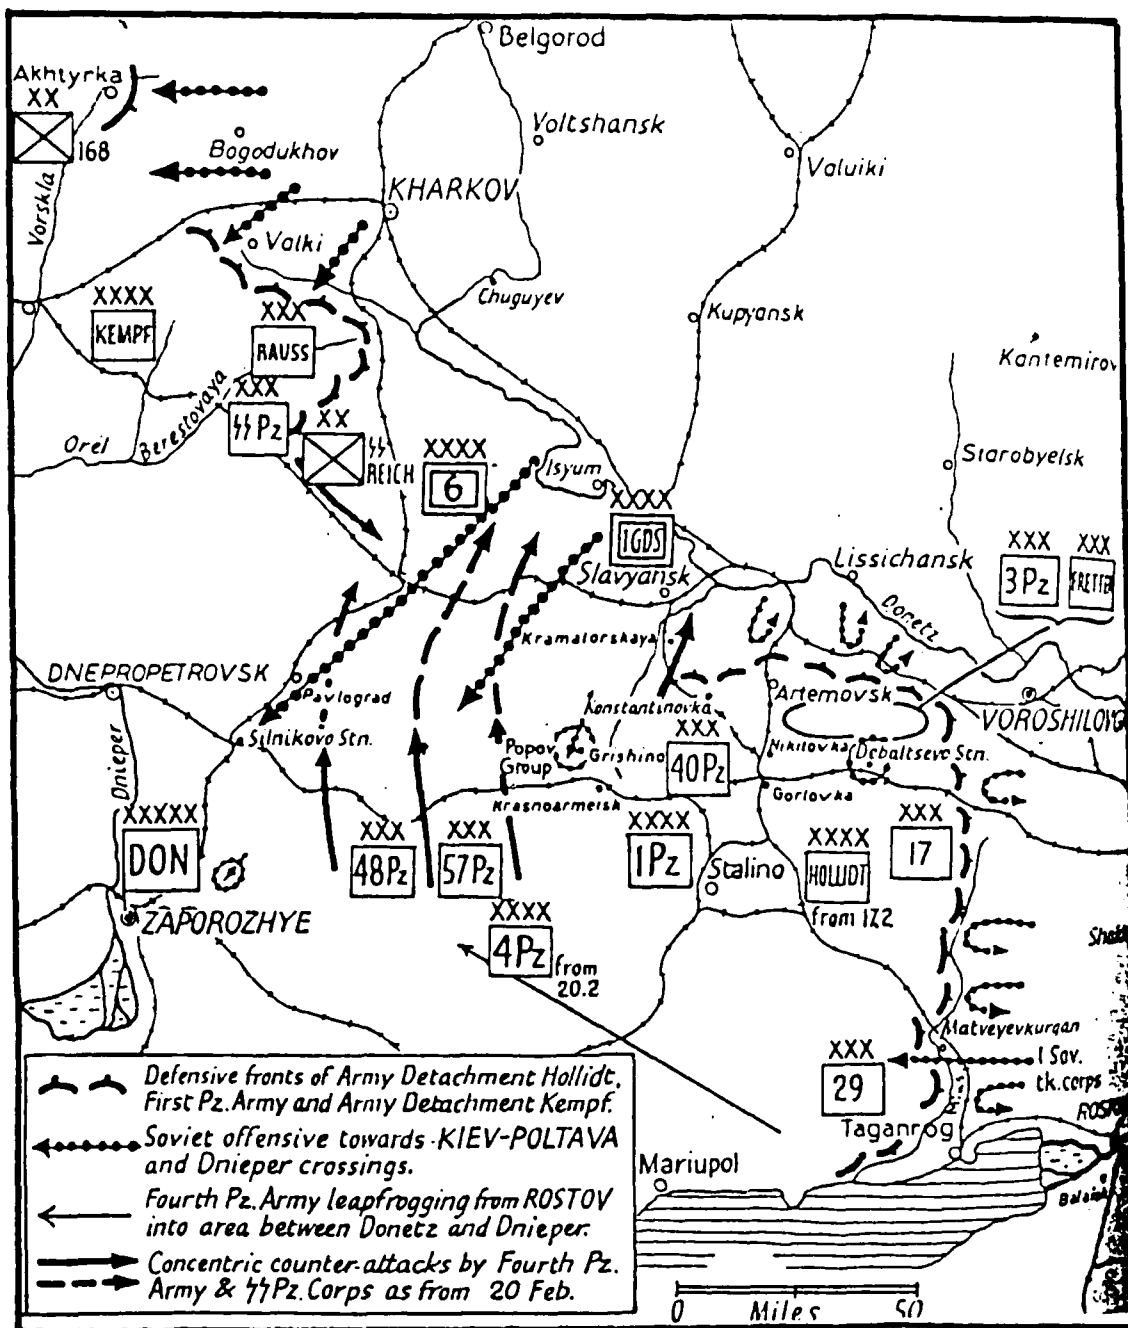 Belgorod
Akhtyrka
XX
168
Voltshansk
Bogodukhov
Valuiki
KHARKOV
Vorskla
Valki
Chuguyev
XXXX
KEMPF
XXX
RAUSS
Kupyansk
Kantemirov
Berestovaya
XXX
ϟϟ Pz
XX
ϟϟ
REICH
Orel
XXXX
6
Isyum
Starobyelsk
XXXX
1GDS
Slavyansk
Lissichansk
Donetz
XXX
3Pz
XXX
FRETTER
Kramatorskaya
DNEPROPETROVSK
Pavlograd
Artemovsk
Konstantinovka
VOROSHILOVG
Silnikovo Stn.
Dnieper
Popov
Group
Grishino
XXX
40Pz
Nikitovka
Debaltsevo Stn.
Krasnoarmeisk
Gorlovka
XXXXX
DON
XXX
48Pz
XXX
57Pz
XXXX
1Pz
Stalino
XXXX
HOLLIDT
from 17.2
XXX
17
ZAPOROZHYE
XXXX
4Pz
from
20.2
Matveyevkurgan
XXX
29
1 Sov.
tk. corps
Mius
Taganrog
Mariupol
Defensive fronts of Army Detachment Hollidt,
First Pz. Army and Army Detachment Kempf.
Soviet offensive towards KIEV-POLTAVA
and Dnieper crossings.
Fourth Pz. Army leapfrogging from ROSTOV
into area between Donetz and Dnieper.
Concentric counter-attacks by Fourth Pz.
Army & ϟϟ Pz. Corps as from 20 Feb.
0 Miles 50